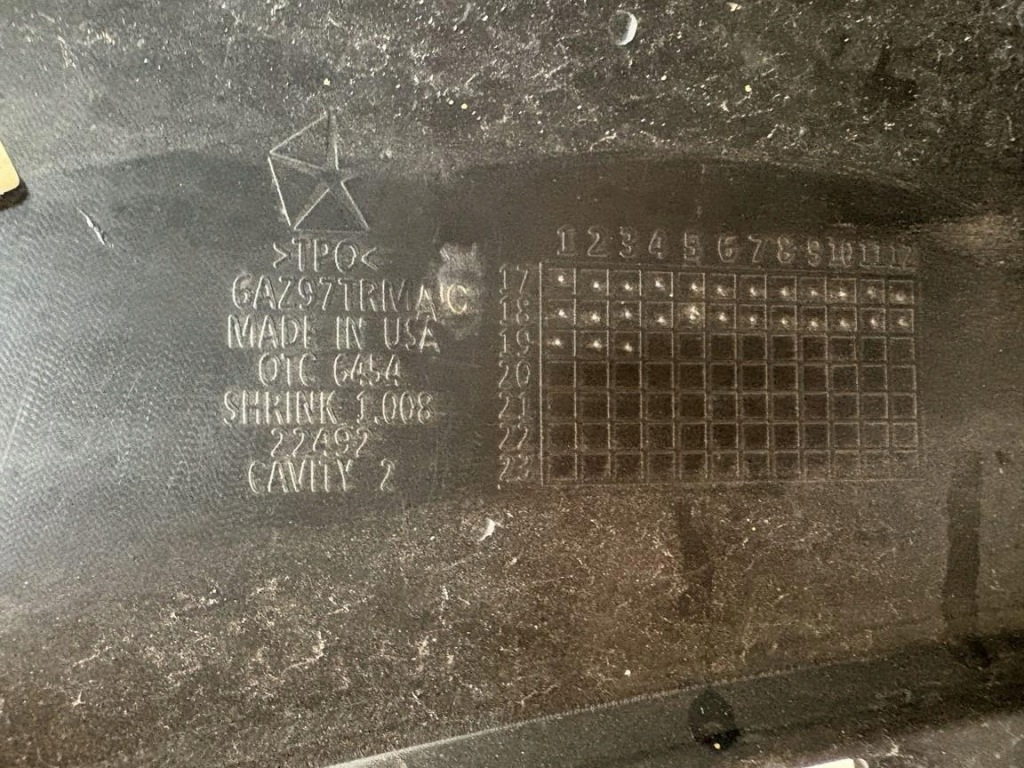 >TPO<
6AZ97TRMAC
MADE IN USA
OTC 6454
SHRINK 1.008
22A92
CAVITY 2
1 2 3 4 5 6 7 8 9 10 11 12
17
18
19
20
21
22
23